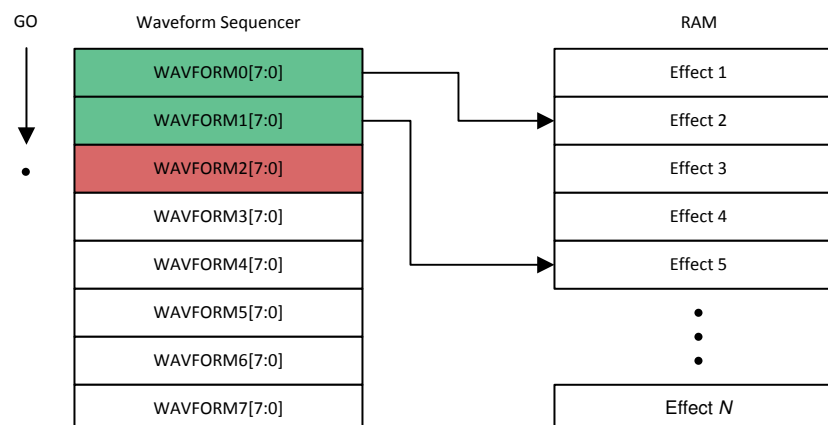 GO
Waveform Sequencer
RAM
WAVFORM0[7:0]
WAVFORM1[7:0]
WAVFORM2[7:0]
WAVFORM3[7:0]
WAVFORM4[7:0]
WAVFORM5[7:0]
WAVFORM6[7:0]
WAVFORM7[7:0]
Effect 1
Effect 2
Effect 3
Effect 4
Effect 5
Effect N